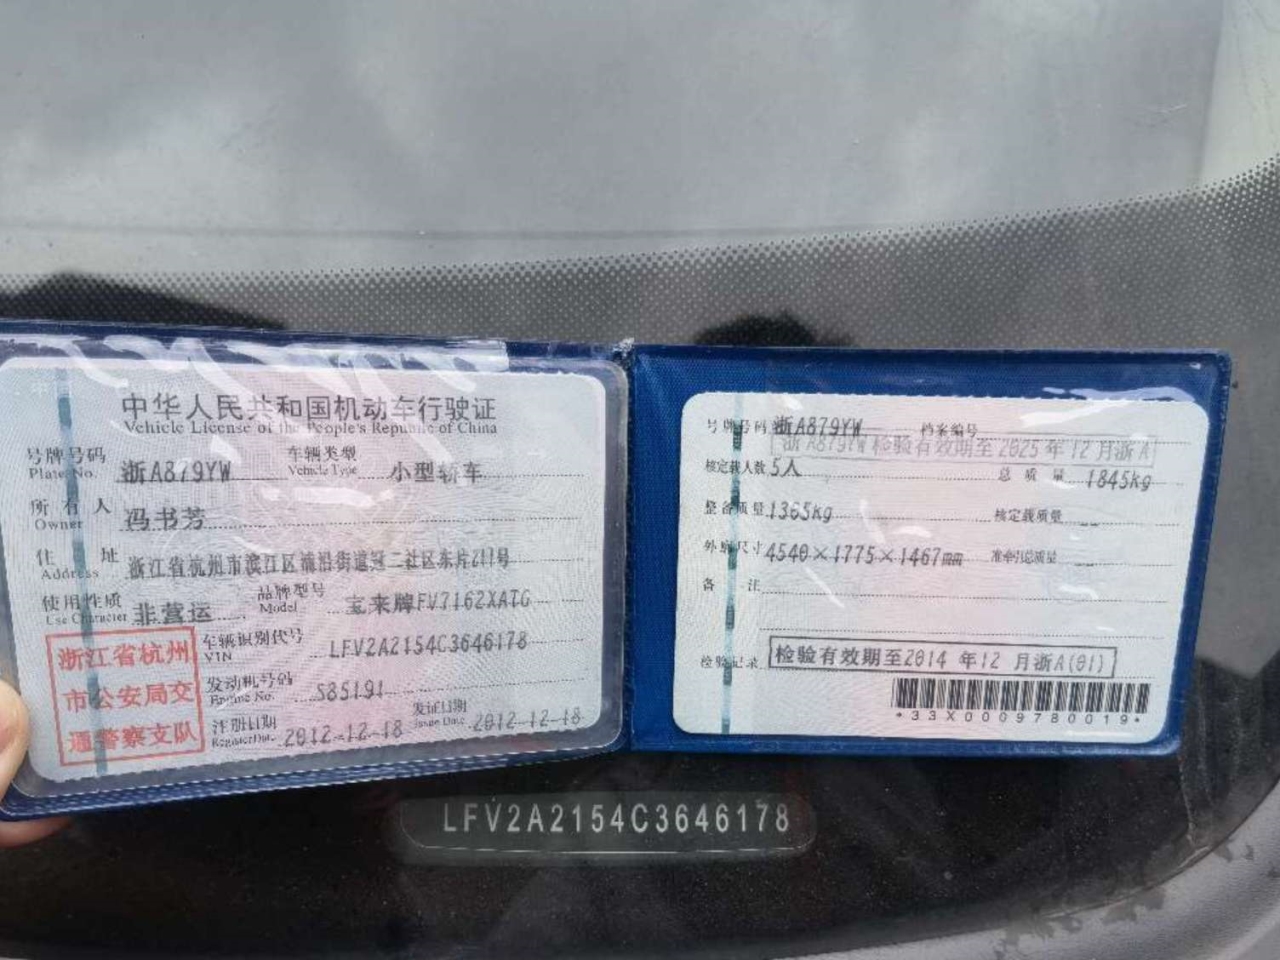 中华人民共和国机动车行驶证
Vehicle License of the People's Republic of China
号牌号码 浙A879YW 车辆类型 小型轿车
Plate No. Vehicle Type
所有人 冯书芳
Owner
住址 浙江省杭州市滨江区浦沿街道冠二社区东片211号
Address
使用性质 非营运 品牌型号 宝来牌FV7162XATG
Use Character Model
浙江省杭州
市公安局交
通警察支队
车辆识别代号 LFV2A2154C3646178
VIN
发动机号码 S85191
Engine No.
注册日期 2012-12-18 发证日期 2012-12-18
Register Date Issue Date
号牌号码 浙A879YW 档案编号
浙A879YW 检验有效期至2025年12月浙A
核定载人数 5人 总质量 1845kg
整备质量 1365kg 核定载质量 --
外廓尺寸 4540×1775×1467mm 准牵引总质量 --
备注
检验记录 检验有效期至2014年12月浙A(01)
*33X0009780019*
LFV2A2154C3646178